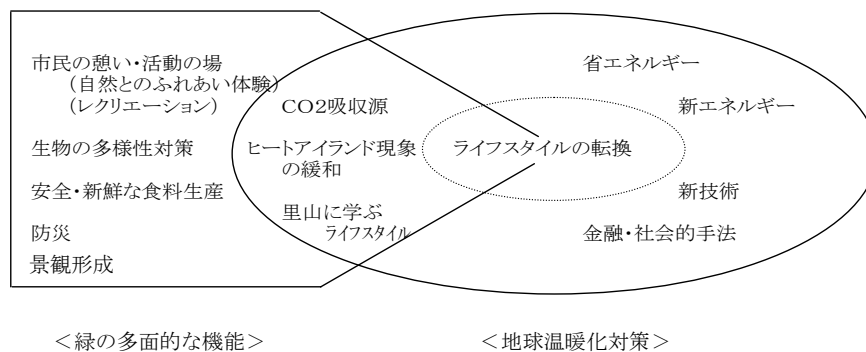 市民の憩い・活動の場
(自然とのふれあい体験)
(レクリエーション)
生物の多様性対策
安全・新鮮な食料生産
防災
景観形成
CO2吸収源
ヒートアイランド現象
の緩和
里山に学ぶ
ライフスタイル
ライフスタイルの転換
省エネルギー
新エネルギー
新技術
金融・社会的手法
＜緑の多面的な機能＞
＜地球温暖化対策＞